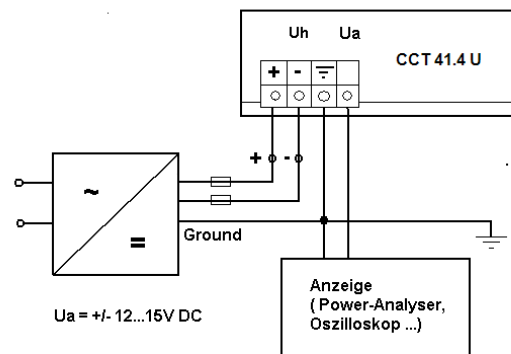 Uh Ua
CCT 41.4 U
+ -
+ -
~
=
Ground
Anzeige
( Power-Analyser,
Oszilloskop ...)
Ua = +/- 12...15V DC